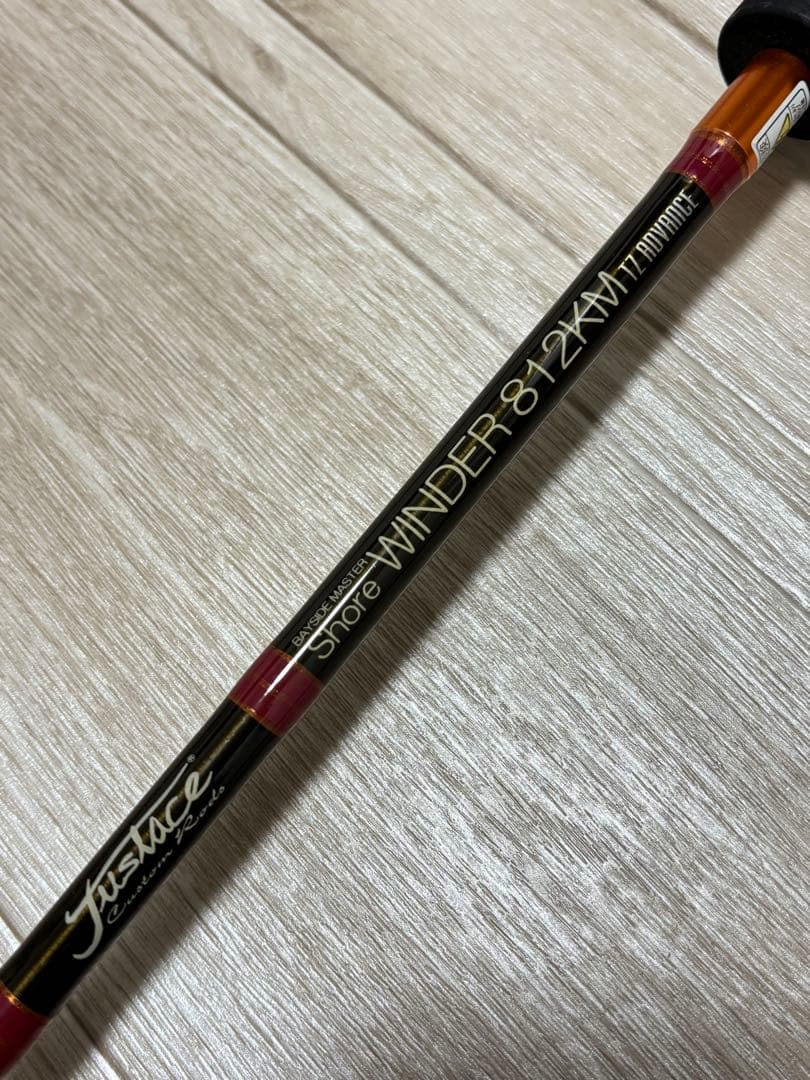 BAYSIDE MASTER
Shore WINDER 812KM TZ ADVANCE
Justace®
Custom Rods